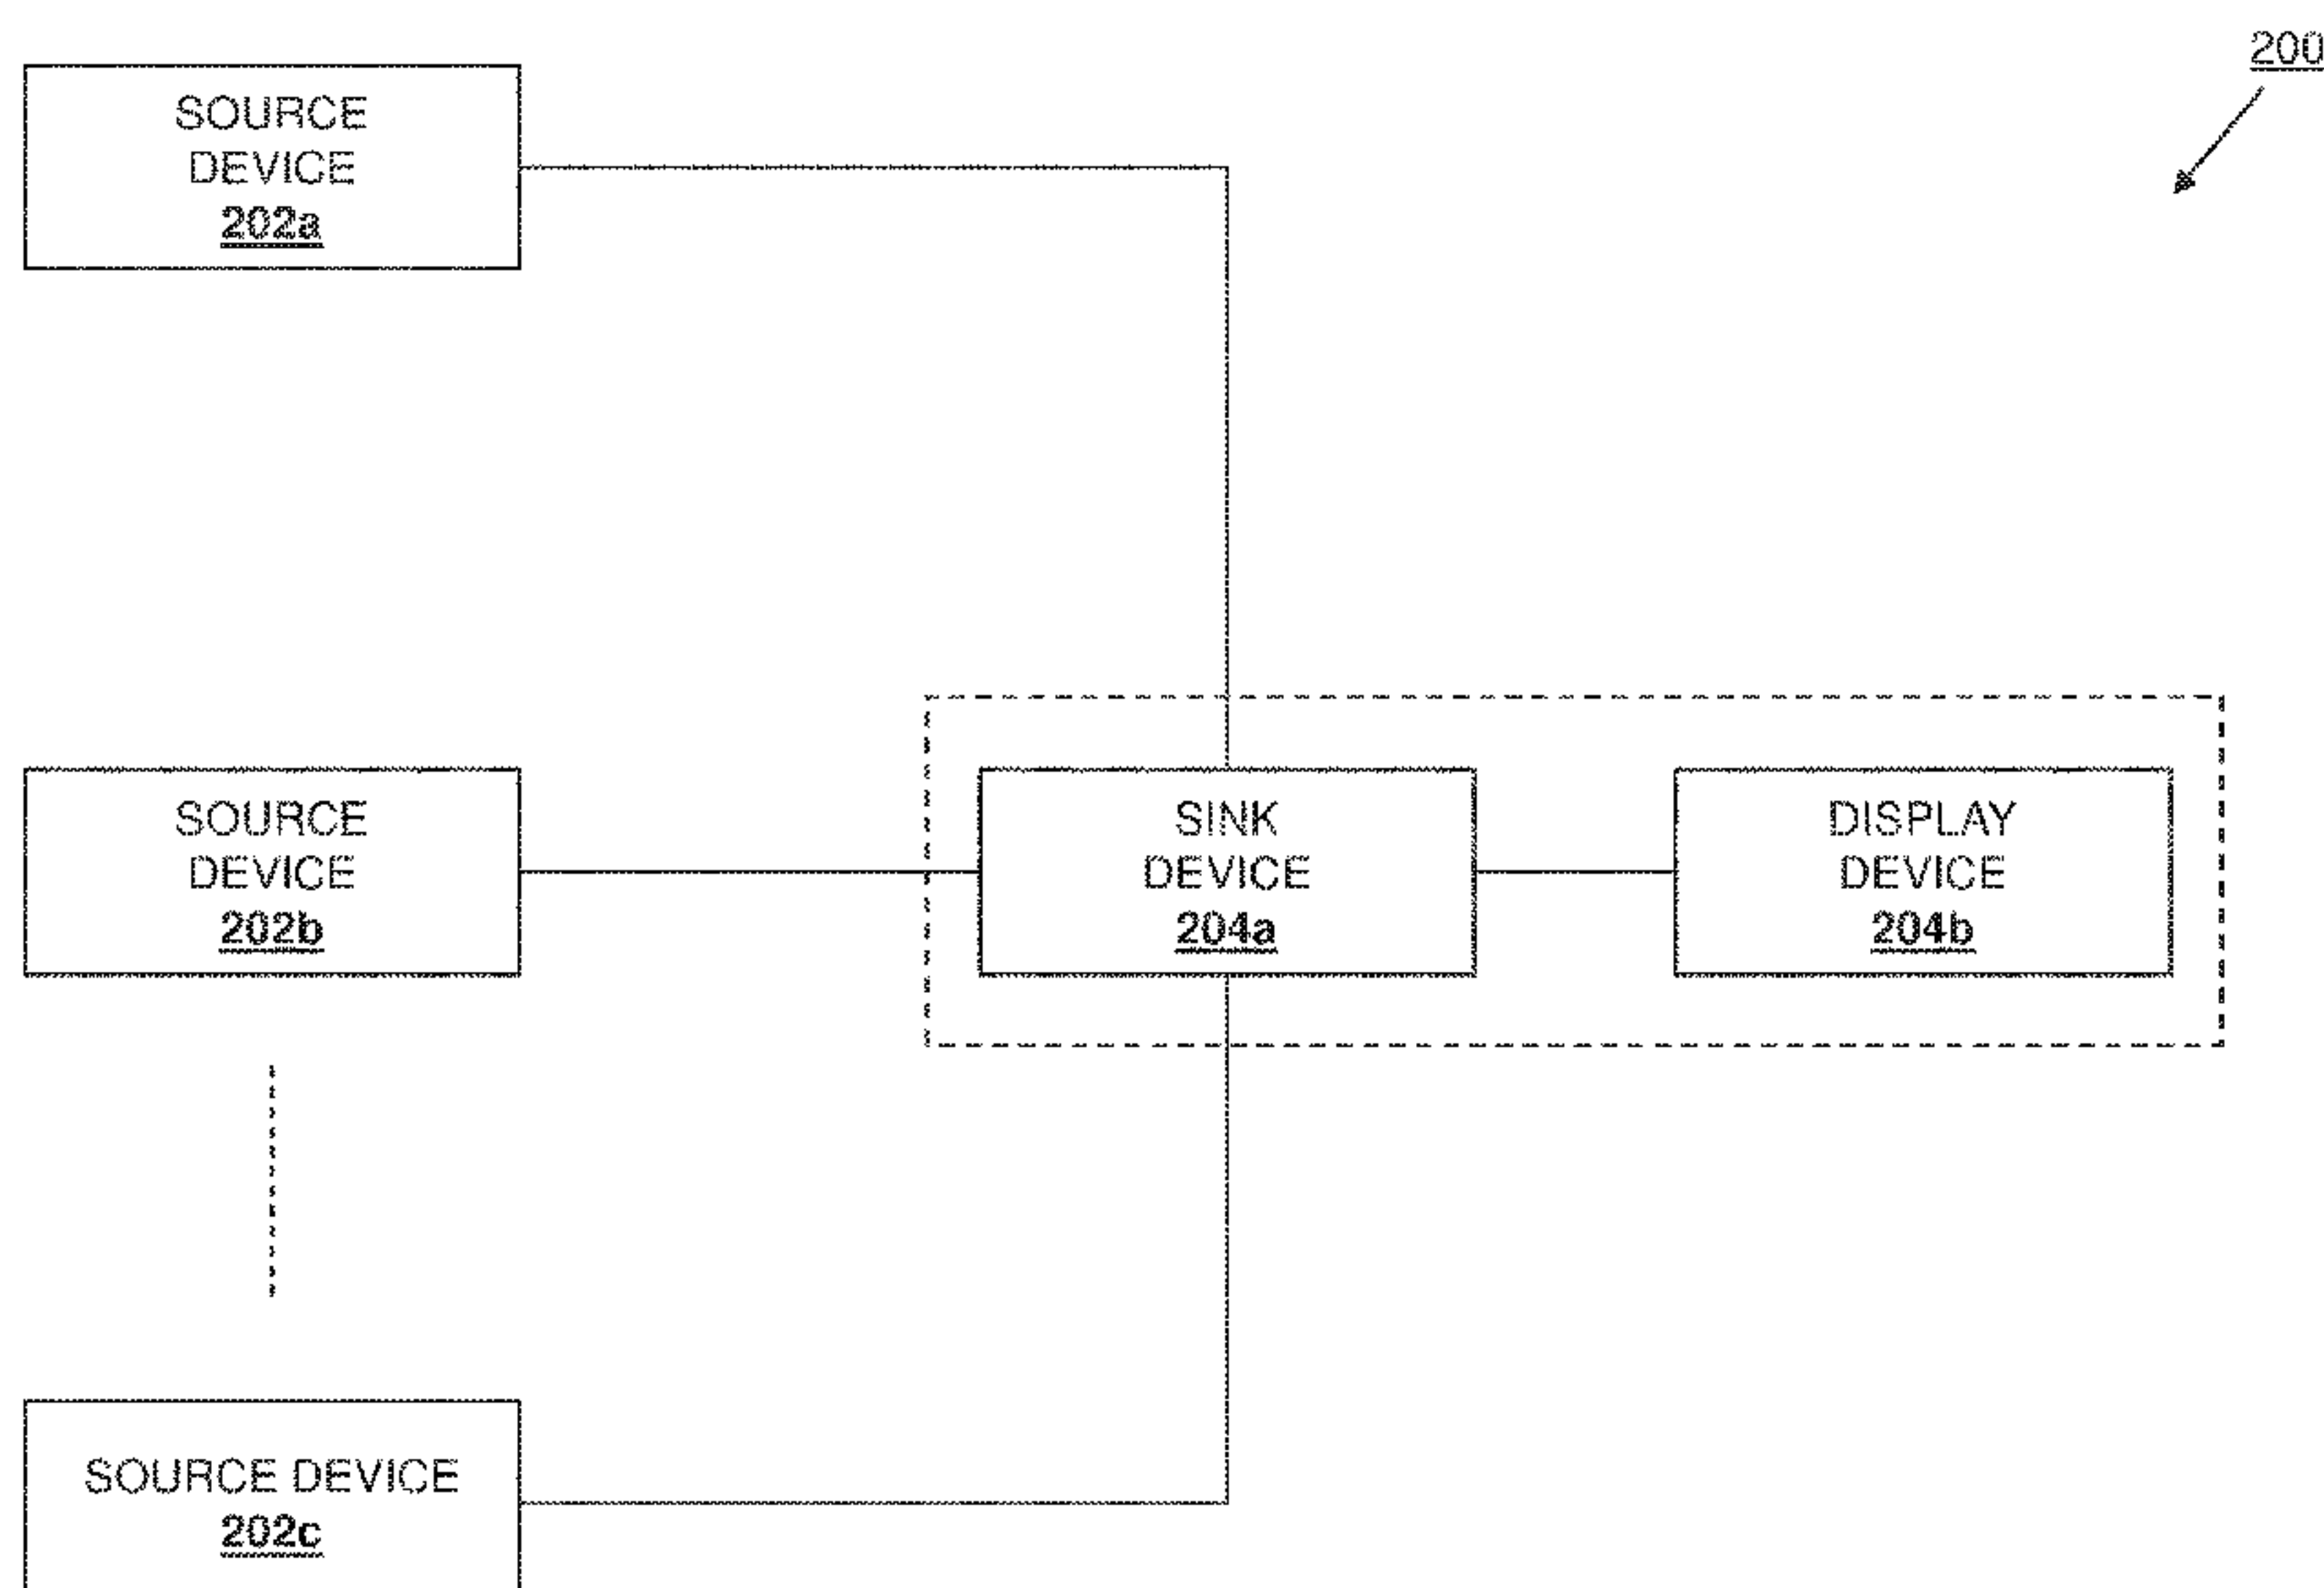 200
SOURCE
DEVICE
202a
SOURCE
DEVICE
202b
SINK
DEVICE
204a
DISPLAY
DEVICE
204b
SOURCE DEVICE
202c